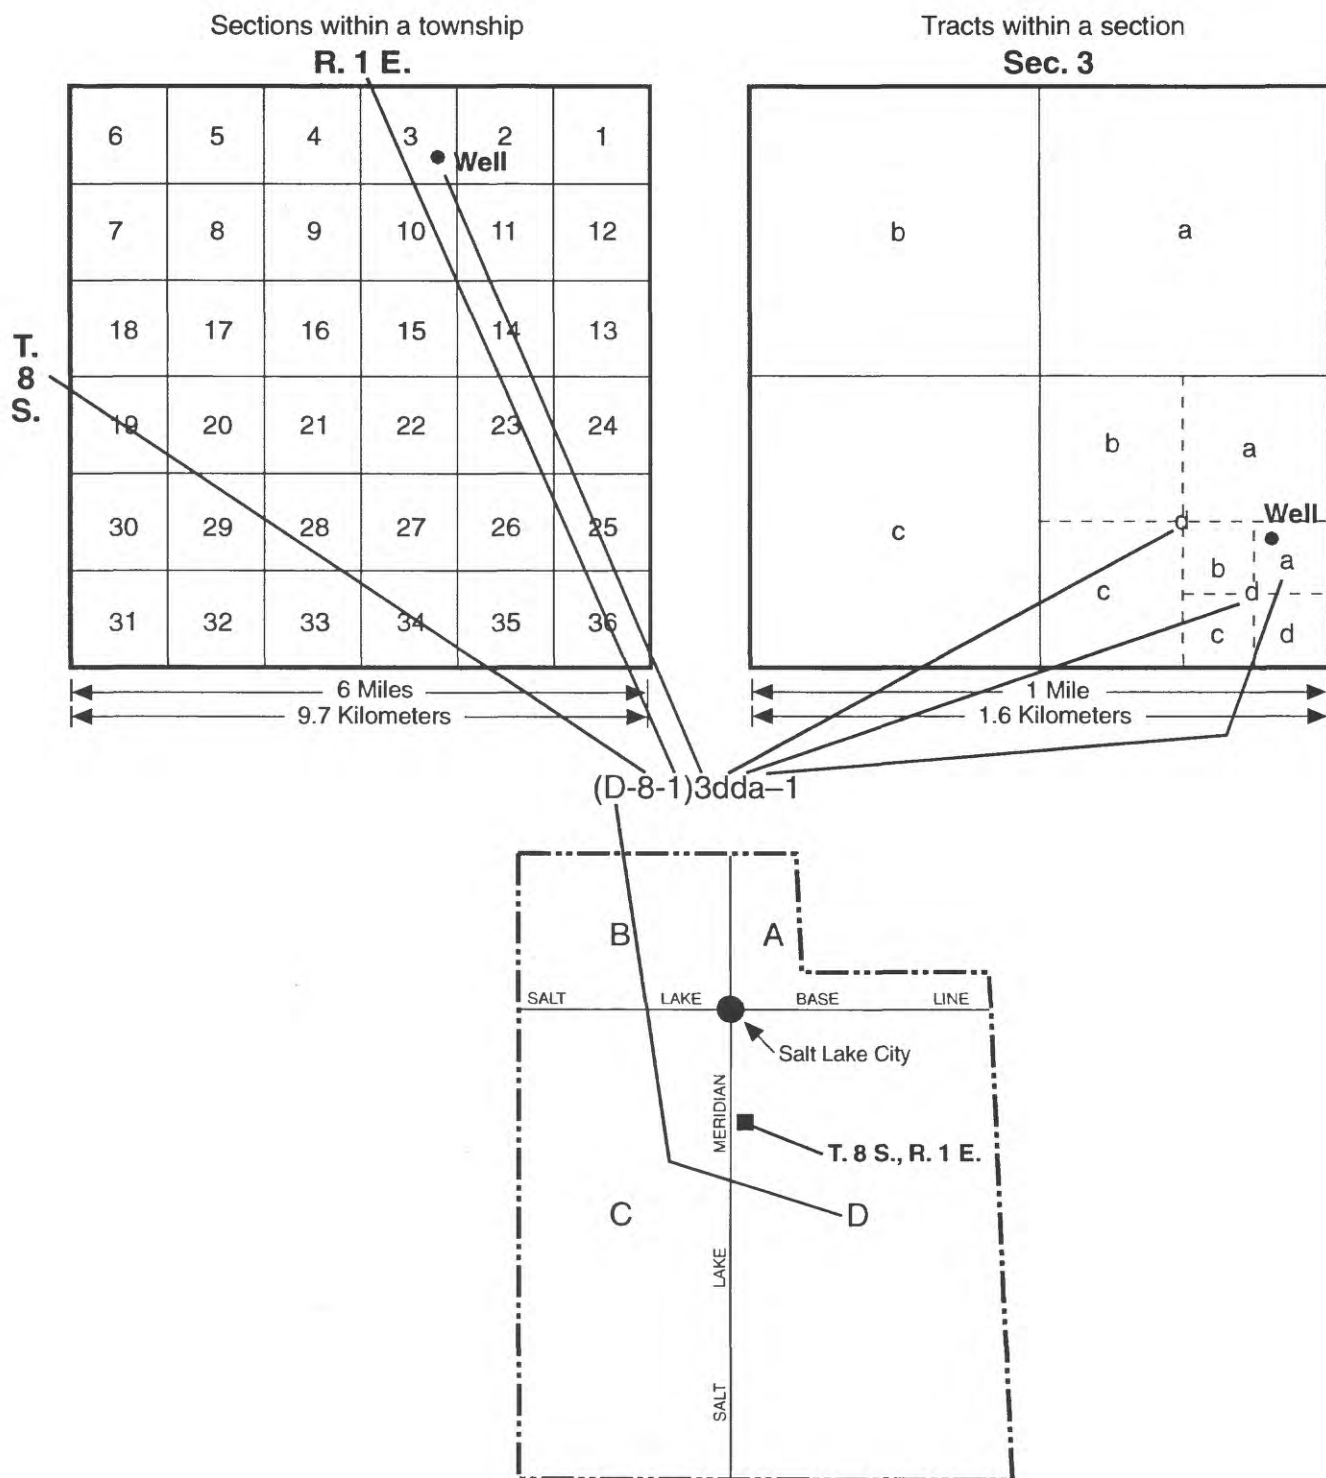 Sections within a township
R. 1 E.
6 5 4 3 2 1
Well
7 8 9 10 11 12
18 17 16 15 14 13
T.
8
S.
19 20 21 22 23 24
30 29 28 27 26 25
31 32 33 34 35 36
6 Miles
9.7 Kilometers
Tracts within a section
Sec. 3
b a
b a
c d Well
b a
c d
c d
1 Mile
1.6 Kilometers
(D-8-1)3dda–1
B A
SALT LAKE BASE LINE
Salt Lake City
MERIDIAN
T. 8 S., R. 1 E.
C D
LAKE
SALT